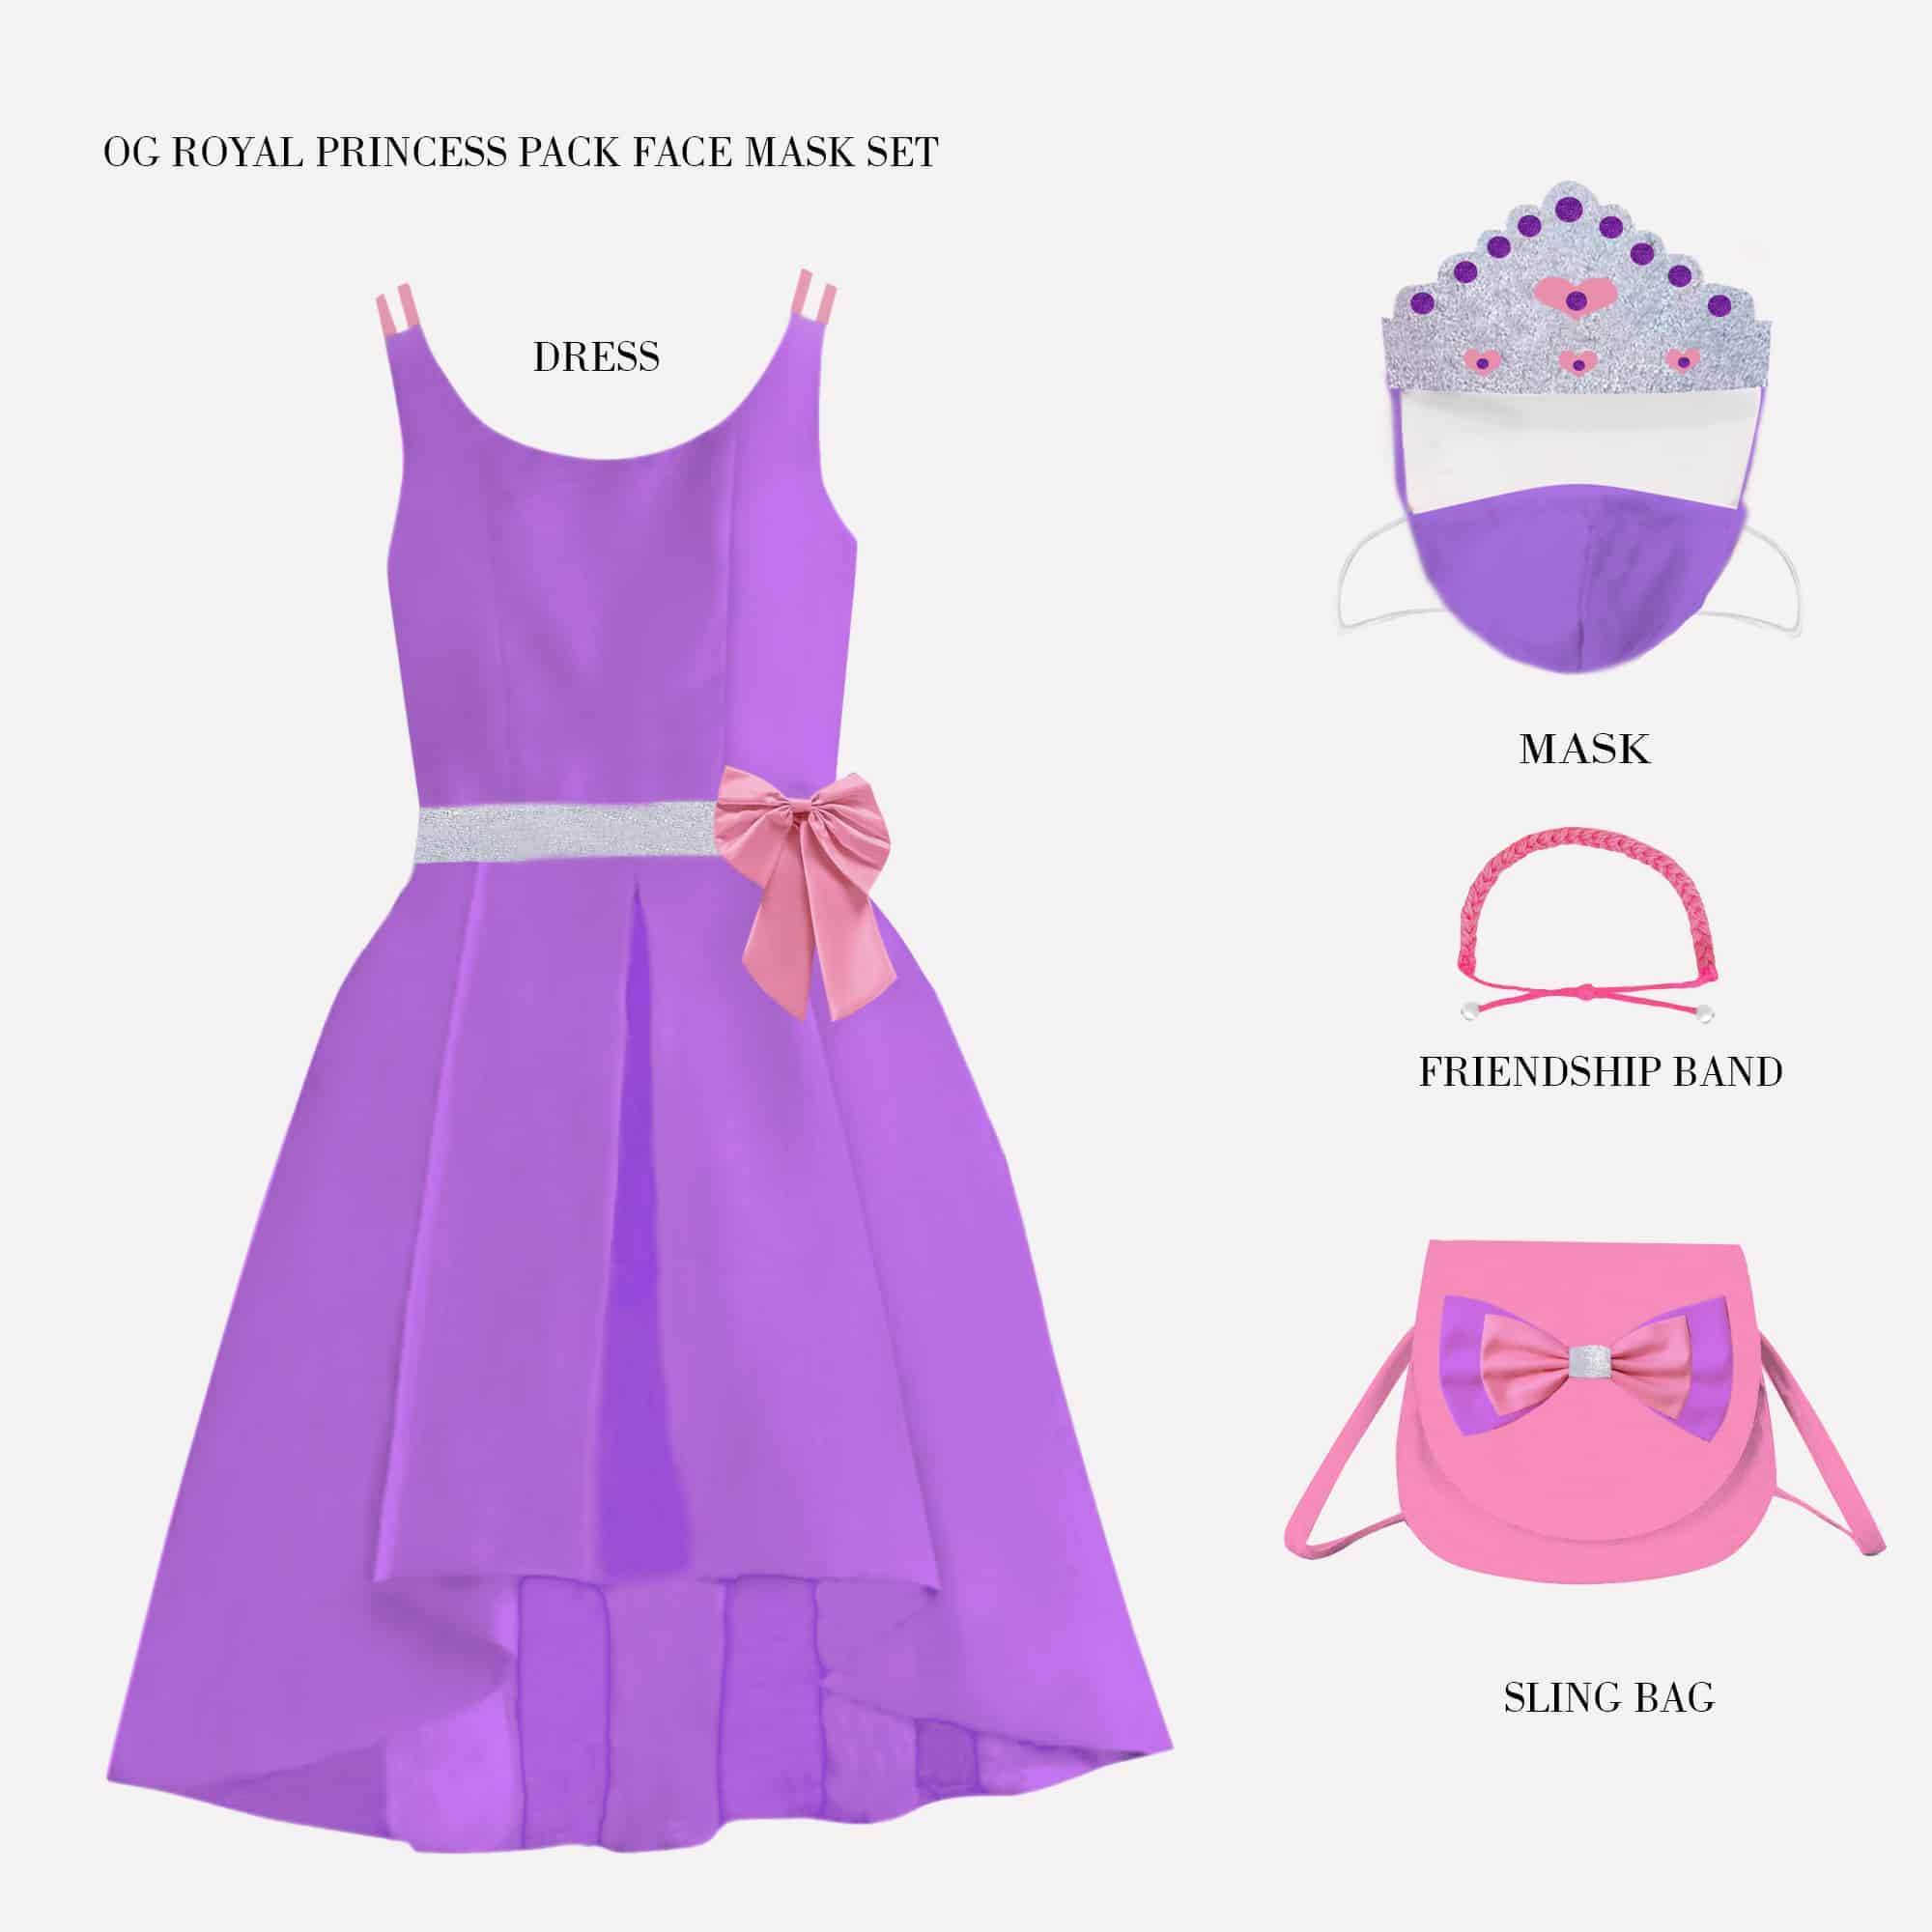 OG ROYAL PRINCESS PACK FACE MASK SET
DRESS
MASK
FRIENDSHIP BAND
SLING BAG